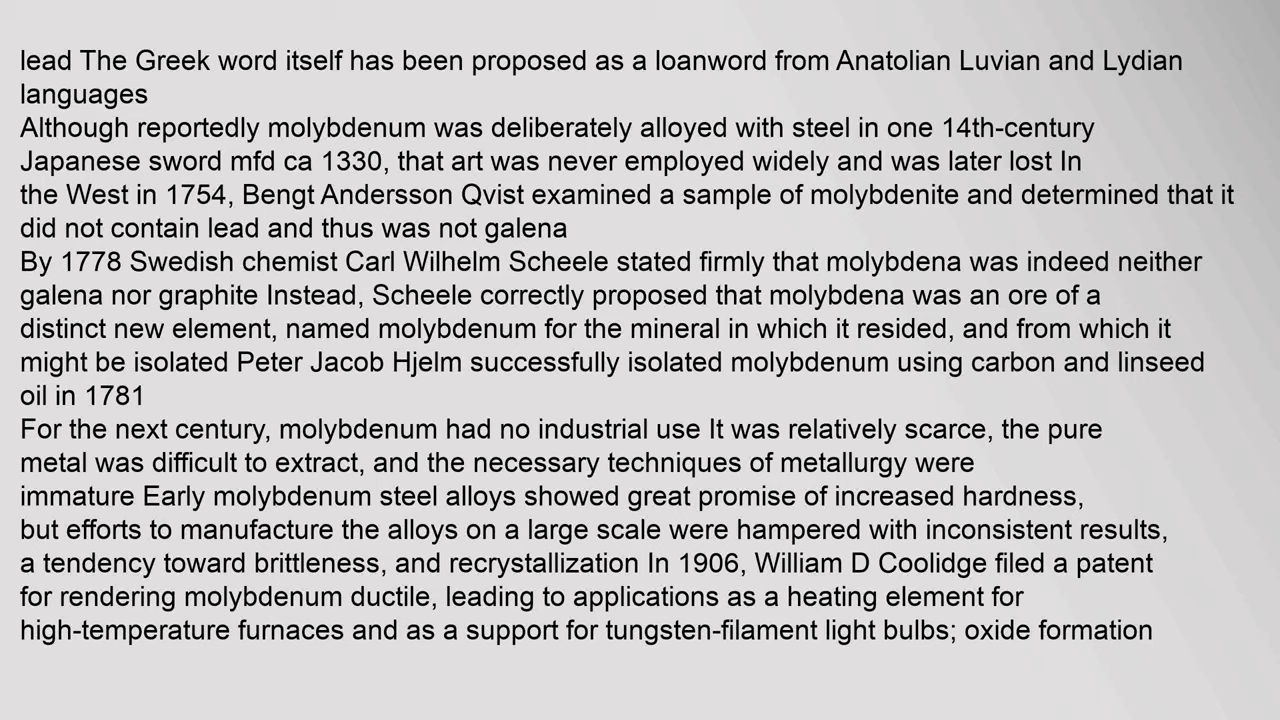 lead The Greek word itself has been proposed as a loanword from Anatolian Luvian and Lydian
languages
Although reportedly molybdenum was deliberately alloyed with steel in one 14th-century
Japanese sword mfd ca 1330, that art was never employed widely and was later lost In
the West in 1754, Bengt Andersson Qvist examined a sample of molybdenite and determined that it
did not contain lead and thus was not galena
By 1778 Swedish chemist Carl Wilhelm Scheele stated firmly that molybdena was indeed neither
galena nor graphite Instead, Scheele correctly proposed that molybdena was an ore of a
distinct new element, named molybdenum for the mineral in which it resided, and from which it
might be isolated Peter Jacob Hjelm successfully isolated molybdenum using carbon and linseed
oil in 1781
For the next century, molybdenum had no industrial use It was relatively scarce, the pure
metal was difficult to extract, and the necessary techniques of metallurgy were
immature Early molybdenum steel alloys showed great promise of increased hardness,
but efforts to manufacture the alloys on a large scale were hampered with inconsistent results,
a tendency toward brittleness, and recrystallization In 1906, William D Coolidge filed a patent
for rendering molybdenum ductile, leading to applications as a heating element for
high-temperature furnaces and as a support for tungsten-filament light bulbs; oxide formation